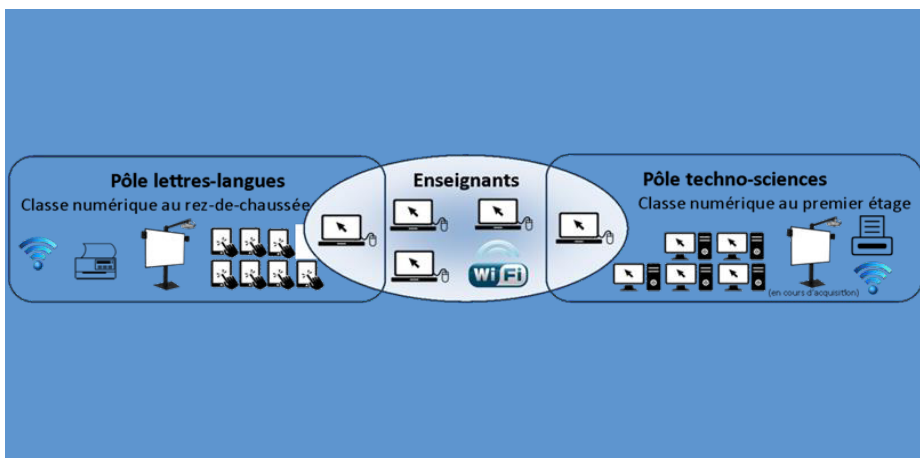 Pôle lettres-langues
Classe numérique au rez-de-chaussée
Enseignants
WiFi
Pôle techno-sciences
Classe numérique au premier étage
(en cours d'acquisition)